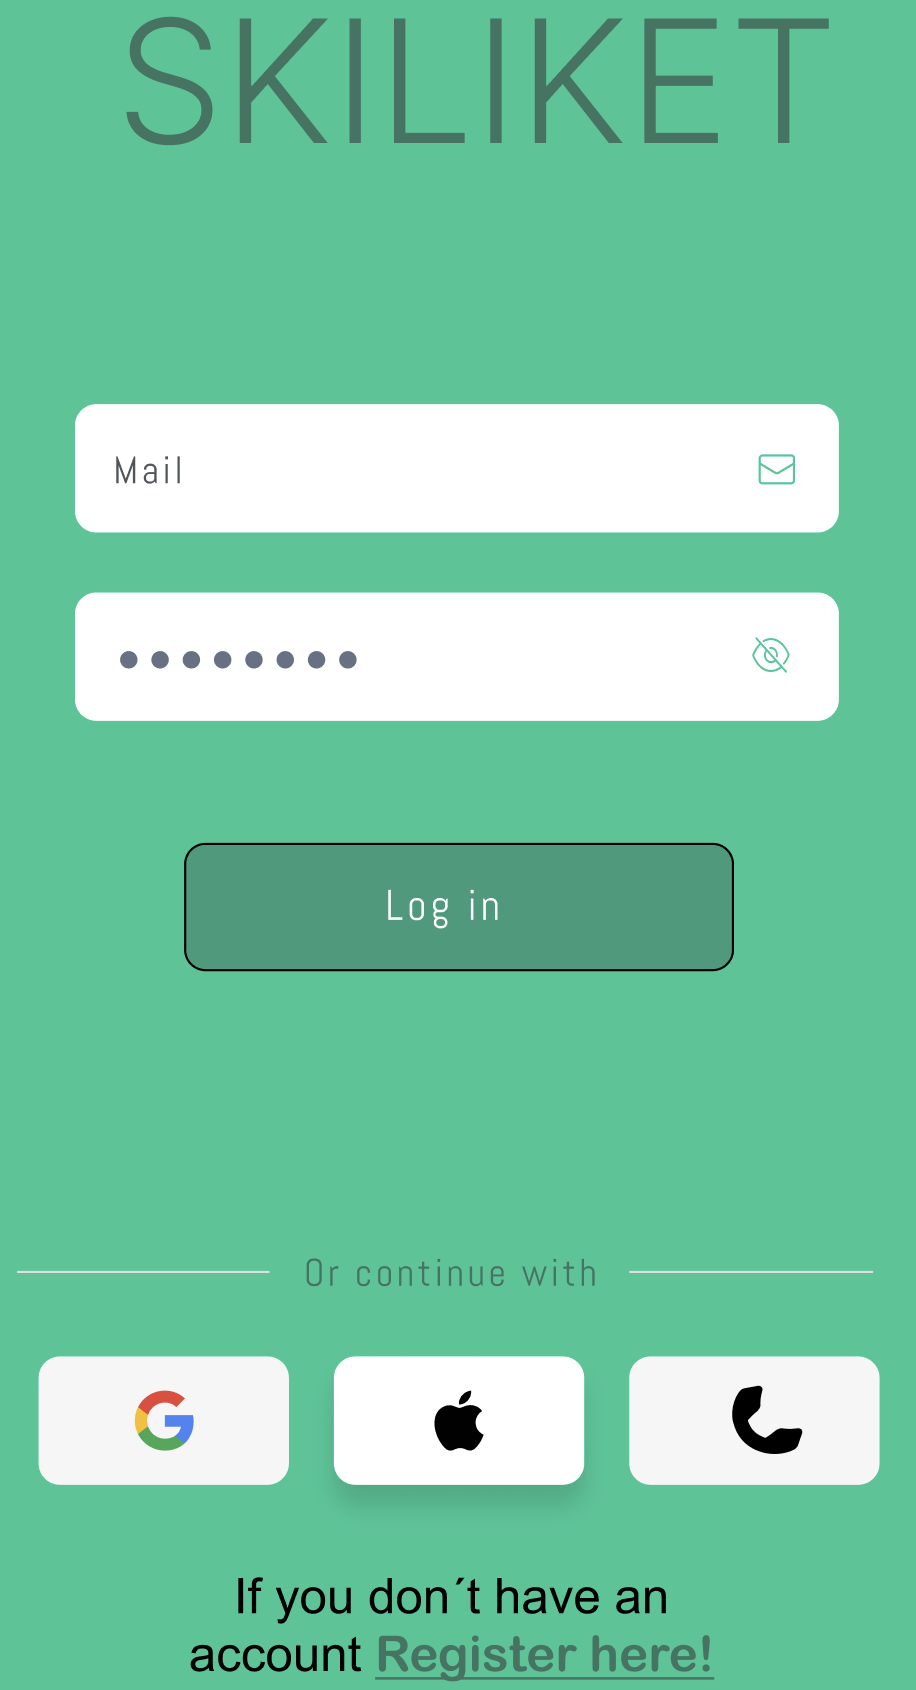 SKILIKET
Mail
••••••••
Log in
Or continue with
If you don´t have an
account Register here!